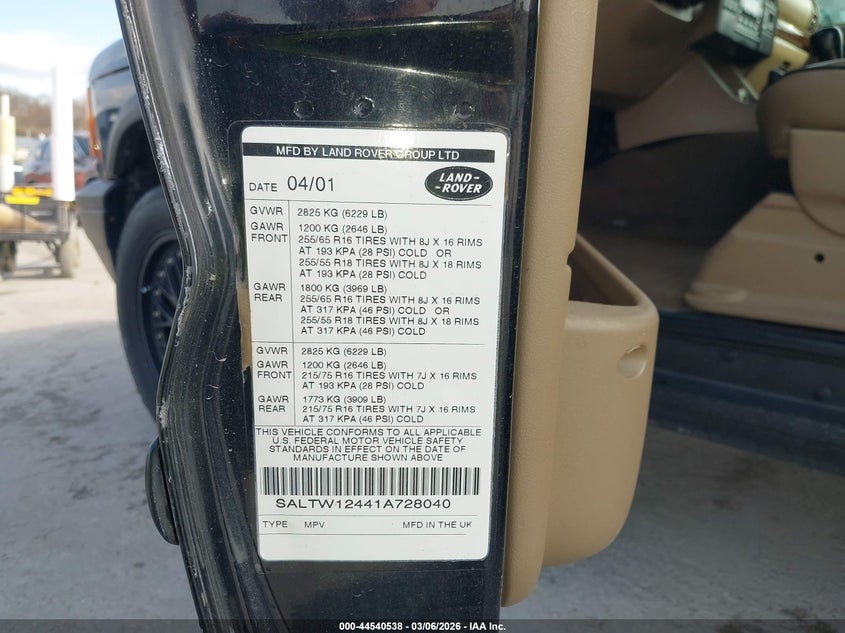 MFD BY LAND ROVER GROUP LTD
DATE 04/01
LAND-
-ROVER
GVWR 2825 KG (6229 LB)
GAWR 1200 KG (2646 LB)
FRONT 255/65 R16 TIRES WITH 8J X 16 RIMS
AT 193 KPA (28 PSI) COLD OR
255/55 R18 TIRES WITH 8J X 18 RIMS
AT 193 KPA (28 PSI) COLD
GAWR 1800 KG (3969 LB)
REAR 255/65 R16 TIRES WITH 8J X 16 RIMS
AT 317 KPA (46 PSI) COLD OR
255/55 R18 TIRES WITH 8J X 18 RIMS
AT 317 KPA (46 PSI) COLD
GVWR 2825 KG (6229 LB)
GAWR 1200 KG (2646 LB)
FRONT 215/75 R16 TIRES WITH 7J X 16 RIMS
AT 193 KPA (28 PSI) COLD
GAWR 1773 KG (3909 LB)
REAR 215/75 R16 TIRES WITH 7J X 16 RIMS
AT 317 KPA (46 PSI) COLD
THIS VEHICLE CONFORMS TO ALL APPLICABLE
U.S. FEDERAL MOTOR VEHICLE SAFETY
STANDARDS IN EFFECT ON THE DATE OF
MANUFACTURE SHOWN ABOVE
SALTW12441A728040
TYPE MPV MFD IN THE UK
000-44540538 - 03/06/2026 - IAA Inc.